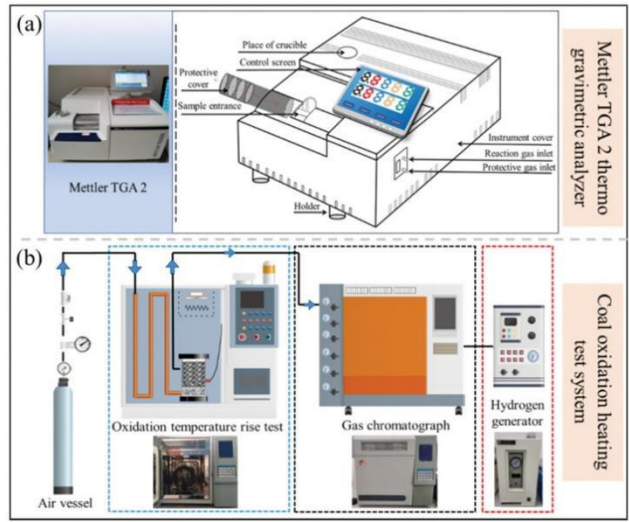 (a)
Place of crucible
Control screen
Protective
cover
Sample entrance
Instrument cover
Reaction gas inlet
Protective gas inlet
Holder
Mettler TGA 2
Mettler TGA 2 thermo
gravimetric analyzer
(b)
Oxidation temperature rise test
Gas chromatograph
Hydrogen
generator
Air vessel
Coal oxidation heating
test system